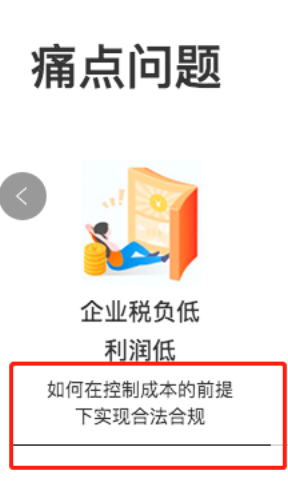 痛点问题
企业税负低
利润低
如何在控制成本的前提
下实现合法合规